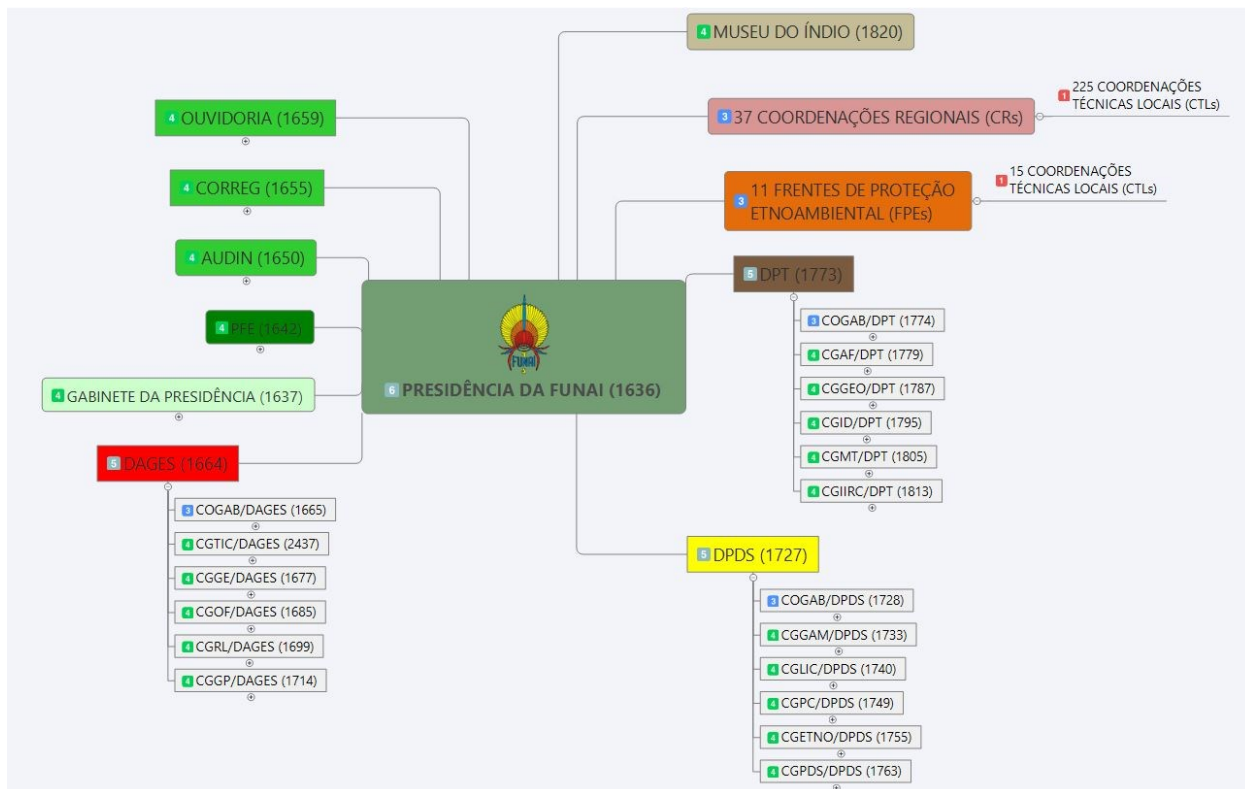 4 MUSEU DO ÍNDIO (1820)
3 37 COORDENAÇÕES REGIONAIS (CRs)
1 225 COORDENAÇÕES
TÉCNICAS LOCAIS (CTLs)
3 11 FRENTES DE PROTEÇÃO
ETNOAMBIENTAL (FPEs)
1 15 COORDENAÇÕES
TÉCNICAS LOCAIS (CTLs)
4 OUVIDORIA (1659)
4 CORREG (1655)
4 AUDIN (1650)
4 PFE (1642)
4 GABINETE DA PRESIDÊNCIA (1637)
FUNAI
6 PRESIDÊNCIA DA FUNAI (1636)
5 DAGES (1664)
3 COGAB/DAGES (1665)
4 CGTIC/DAGES (2437)
4 CGGE/DAGES (1677)
4 CGOF/DAGES (1685)
4 CGRL/DAGES (1699)
4 CGGP/DAGES (1714)
5 DPT (1773)
3 COGAB/DPT (1774)
4 CGAF/DPT (1779)
4 CGGEO/DPT (1787)
4 CGID/DPT (1795)
4 CGMT/DPT (1805)
4 CGIIRC/DPT (1813)
5 DPDS (1727)
3 COGAB/DPDS (1728)
4 CGGAM/DPDS (1733)
4 CGLIC/DPDS (1740)
4 CGPC/DPDS (1749)
4 CGETNO/DPDS (1755)
4 CGPDS/DPDS (1763)